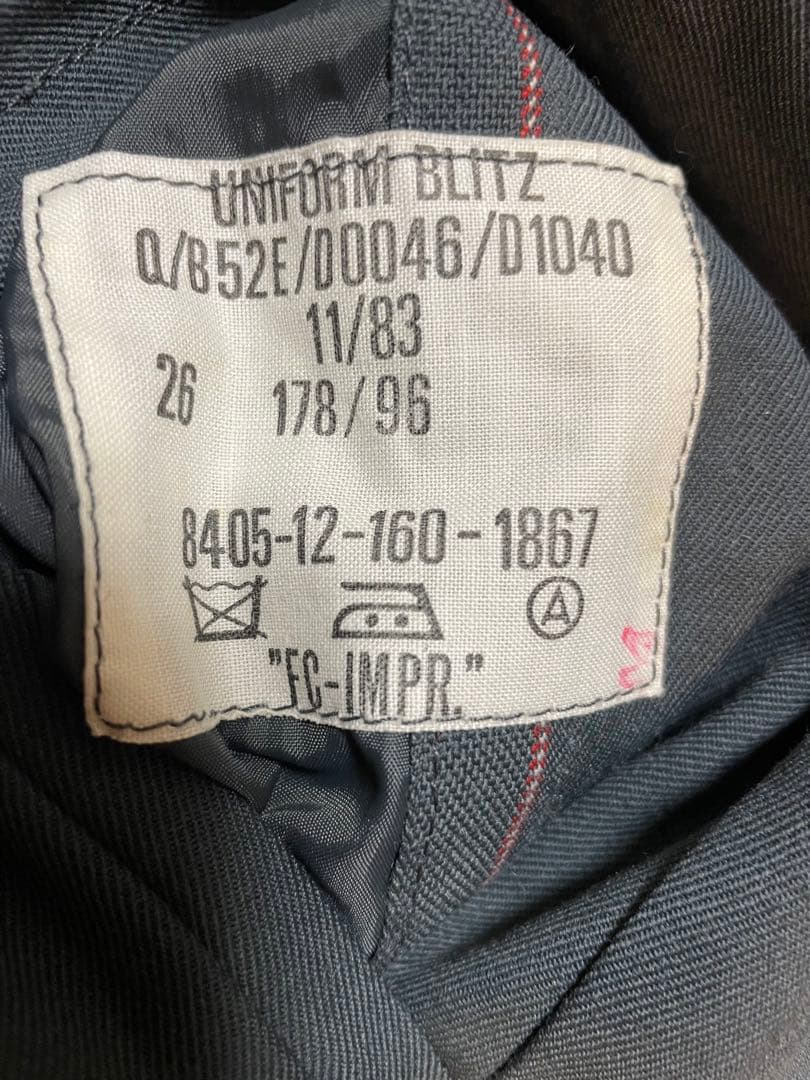 UNIFORM BLITZ
Q/B52E/D0046/D1040
11/83
26 178/96
8405-12-160-1867
A
"FC-IMPR."